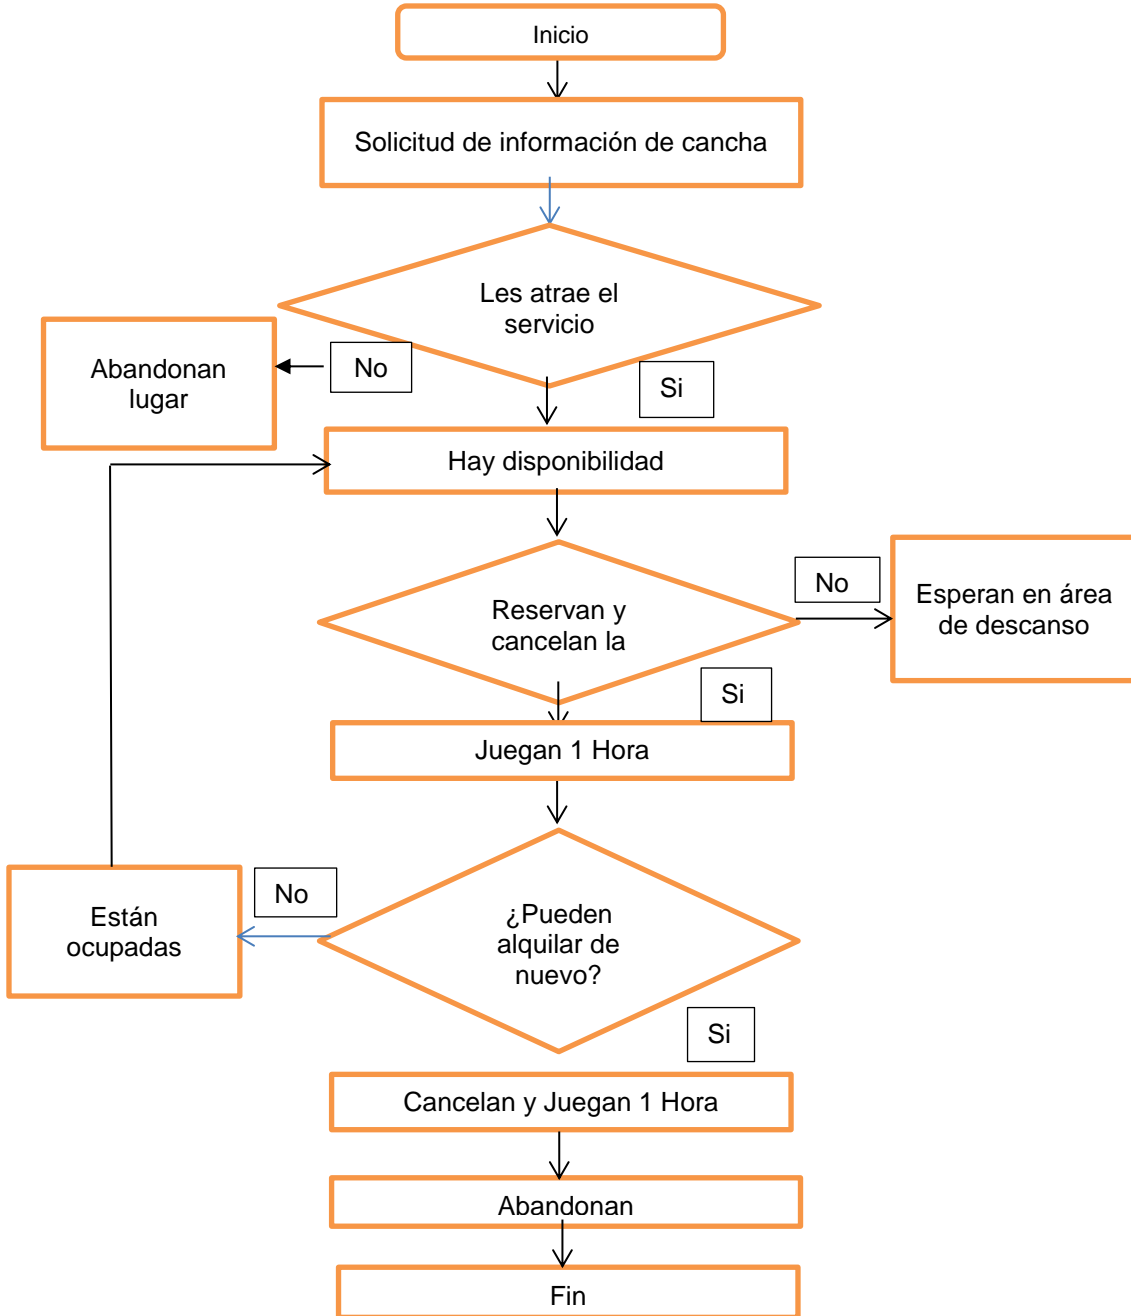 Inicio
Solicitud de información de cancha
Les atrae el
servicio
Abandonan
lugar
No
Si
Hay disponibilidad
Reservan y
cancelan la
No
Esperan en área
de descanso
Si
Juegan 1 Hora
¿Pueden
alquilar de
nuevo?
No
Están
ocupadas
Si
Cancelan y Juegan 1 Hora
Abandonan
Fin